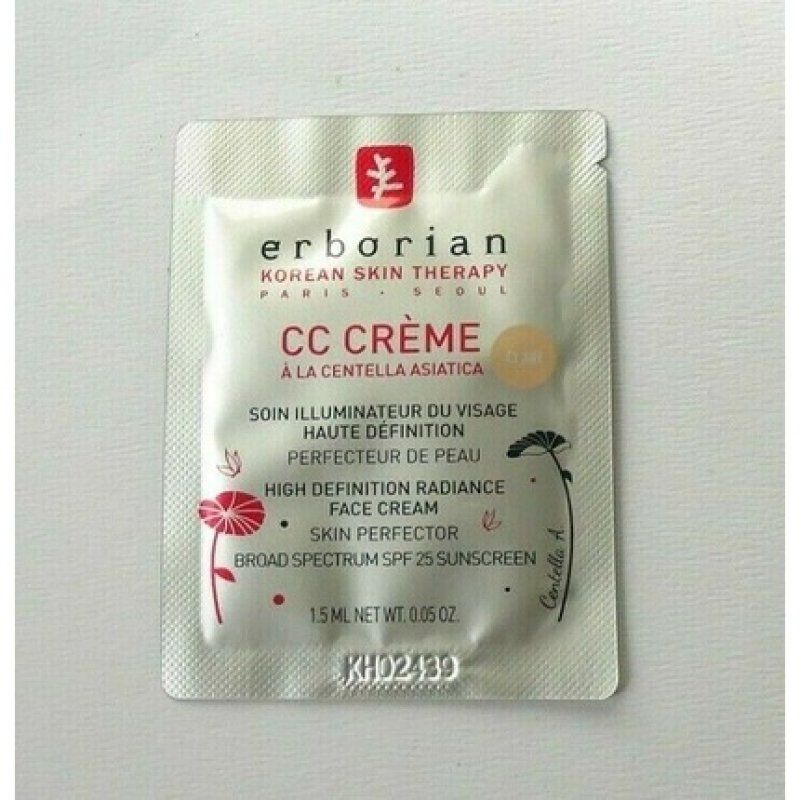 erborian
KOREAN SKIN THERAPY
PARIS - SEOUL
CC CRÈME
À LA CENTELLA ASIATICA
CLAIR
SOIN ILLUMINATEUR DU VISAGE
HAUTE DÉFINITION
PERFECTEUR DE PEAU
HIGH DEFINITION RADIANCE
FACE CREAM
SKIN PERFECTOR
BROAD SPECTRUM SPF 25 SUNSCREEN
Centella A.
1.5 ML NET WT. 0.05 OZ.
KH02439